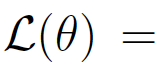 ℒ(θ) =